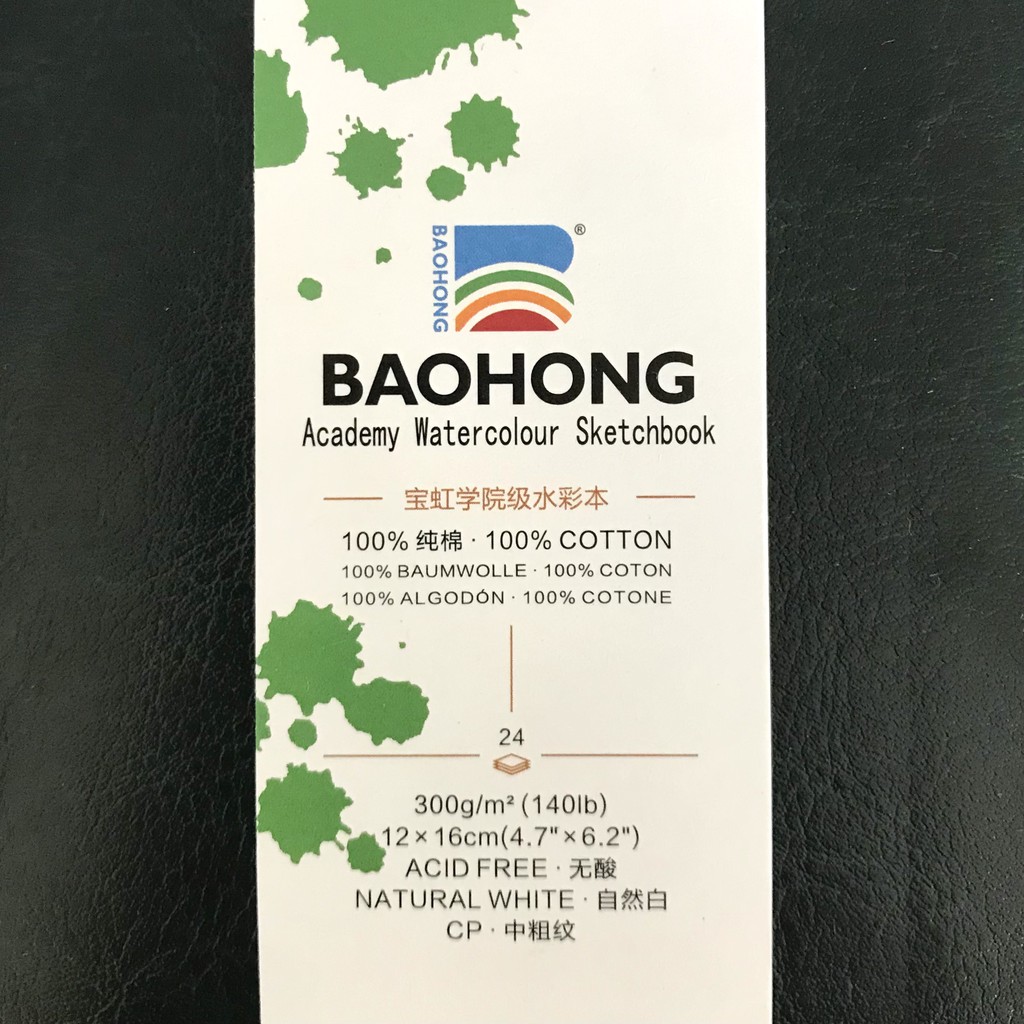 BAOHONG
®
BAOHONG
Academy Watercolour Sketchbook
宝虹学院级水彩本
100% 纯棉 · 100% COTTON
100% BAUMWOLLE · 100% COTON
100% ALGODÓN · 100% COTONE
24
300g/m² (140lb)
12×16cm(4.7"×6.2")
ACID FREE · 无酸
NATURAL WHITE · 自然白
CP · 中粗纹